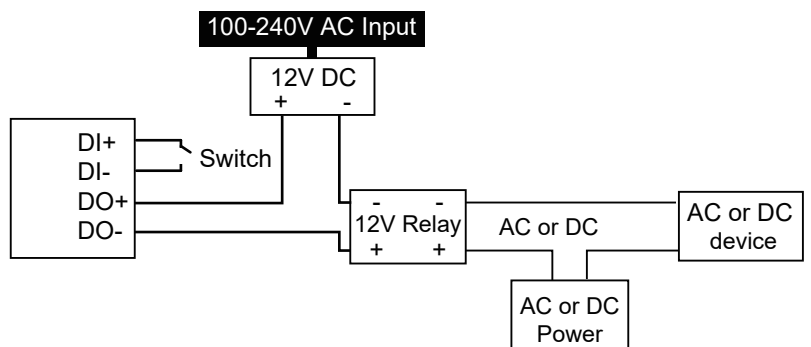 100-240V AC Input
12V DC
+ -
DI+
DI-
Switch
DO+
DO-
- -
12V Relay
+ +
AC or DC
AC or DC
device
AC or DC
Power